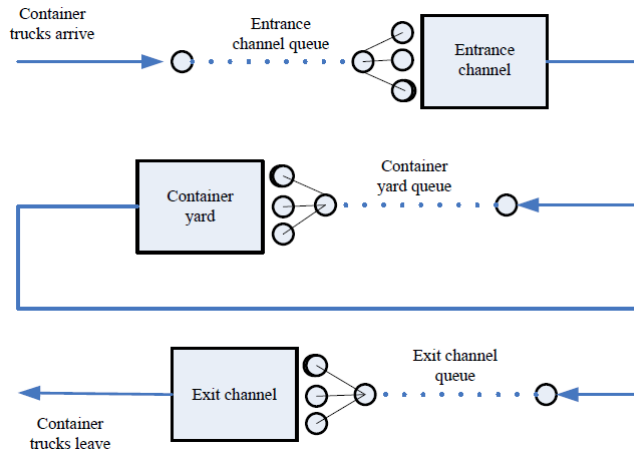 Container
trucks arrive
Entrance
channel queue
Entrance
channel
Container
yard
Container
yard queue
Exit channel
Exit channel
queue
Container
trucks leave